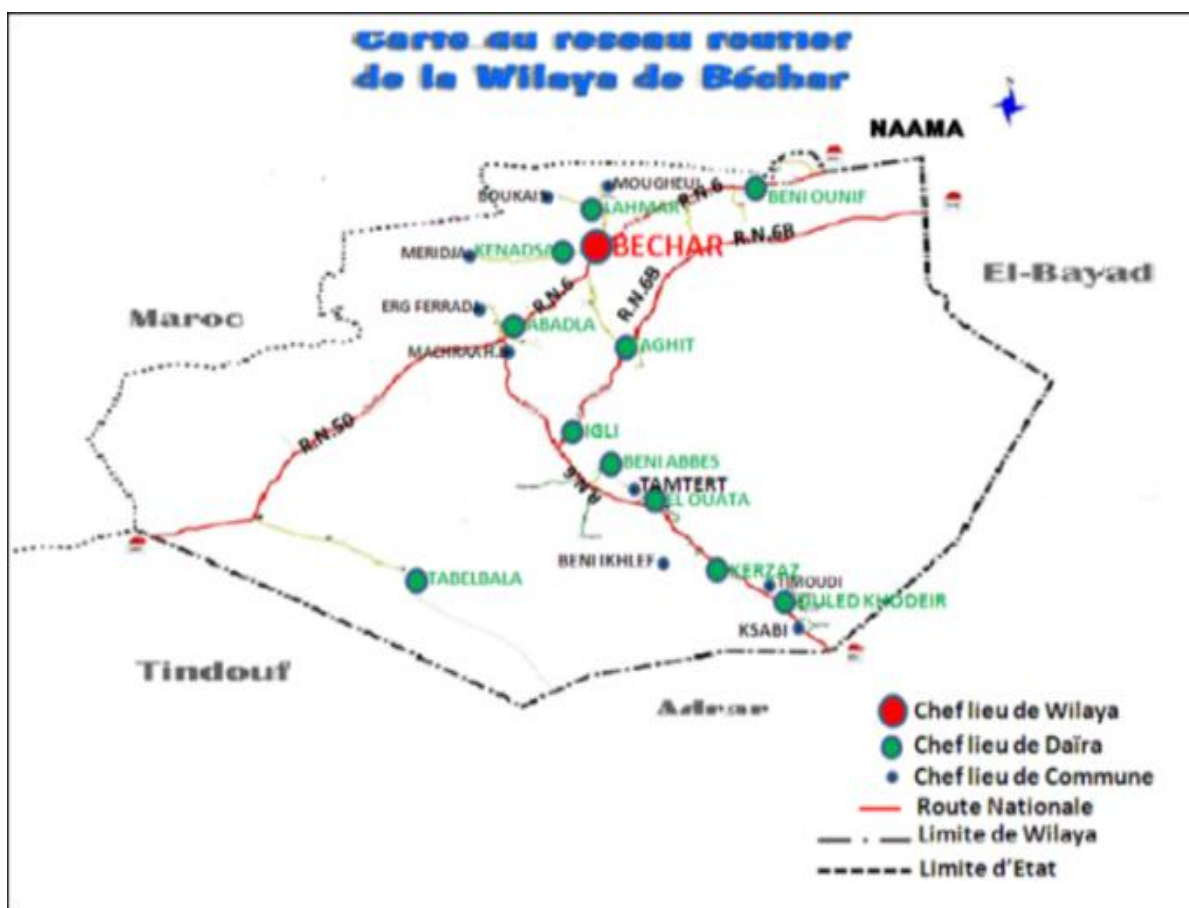 Carte du reseau routier
de la Wilaya de Béchar
NAAMA
MOUGHEUL
BOUKAIS
R.N.6
BENI OUNIF
LAHMAR
R.N.6B
BECHAR
MERIDJA
KENADSA
El-Bayad
R.N.6B
R.N.6
ERG FERRADJ
Maroc
ABADLA
AGHIT
MACHRAA H.B
R.N.50
IGLI
BENI ABBES
R.N.6
TAMTERT
EL OUATA
BENI IKHLEF
KERZAZ
TABELBALA
TIMOUDI
OULED KHODEIR
KSABI
Tindouf
Adrar
Chef lieu de Wilaya
Chef lieu de Daïra
Chef lieu de Commune
Route Nationale
Limite de Wilaya
Limite d'Etat